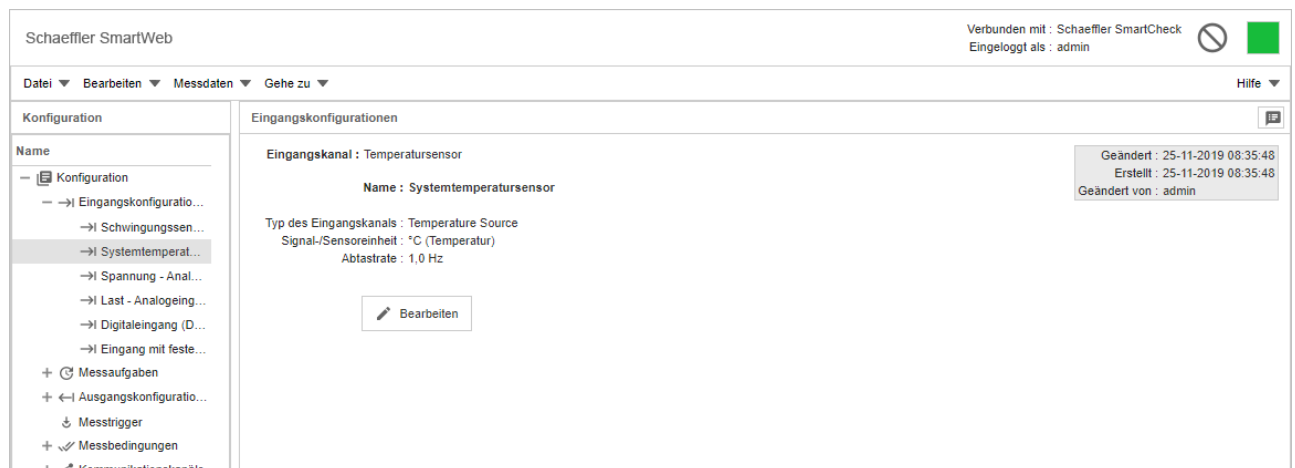 Schaeffler SmartWeb
Verbunden mit : Schaeffler SmartCheck
Eingeloggt als : admin
Datei Bearbeiten Messdaten Gehe zu Hilfe
Konfiguration
Eingangskonfigurationen
Name
Konfiguration
Eingangskonfiguratio...
Schwingungssen...
Systemtemperat...
Spannung - Anal...
Last - Analogeing...
Digitaleingang (D...
Eingang mit feste...
Messaufgaben
Ausgangskonfiguratio...
Messtrigger
Messbedingungen
Kommunikationskanäle
Eingangskanal : Temperatursensor
Name : Systemtemperatursensor
Typ des Eingangskanals : Temperature Source
Signal-/Sensoreinheit : °C (Temperatur)
Abtastrate : 1,0 Hz
Bearbeiten
Geändert : 25-11-2019 08:35:48
Erstellt : 25-11-2019 08:35:48
Geändert von : admin